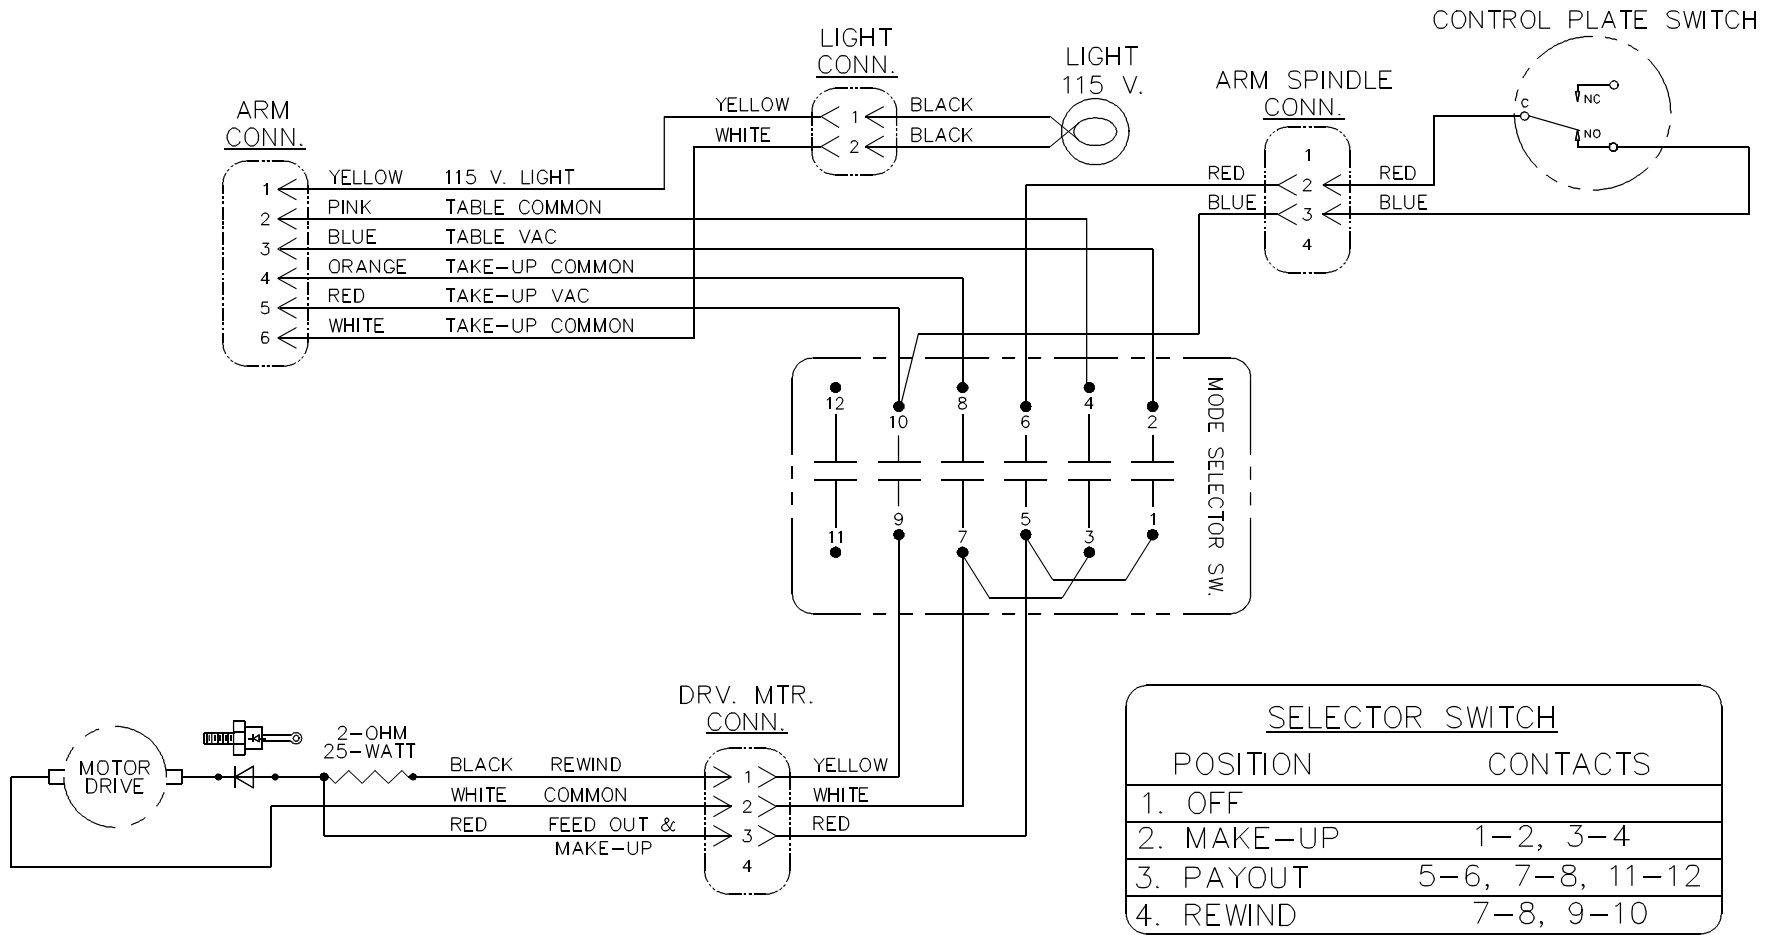 CONTROL PLATE SWITCH
C
NC
NO
LIGHT
CONN.
LIGHT
115 V.
YELLOW 1 BLACK
WHITE 2 BLACK
ARM SPINDLE
CONN.
1
RED 2 RED
BLUE 3 BLUE
4
ARM
CONN.
1 YELLOW 115 V. LIGHT
2 PINK TABLE COMMON
3 BLUE TABLE VAC
4 ORANGE TAKE-UP COMMON
5 RED TAKE-UP VAC
6 WHITE TAKE-UP COMMON
MODE SELECTOR SW.
12 10 8 6 4 2
11 9 7 5 3 1
MOTOR
DRIVE
2-OHM
25-WATT
DRV. MTR.
CONN.
BLACK REWIND 1 YELLOW
WHITE COMMON 2 WHITE
RED FEED OUT & 3 RED
MAKE-UP
4
SELECTOR SWITCH
POSITION CONTACTS
1. OFF
2. MAKE-UP 1-2, 3-4
3. PAYOUT 5-6, 7-8, 11-12
4. REWIND 7-8, 9-10